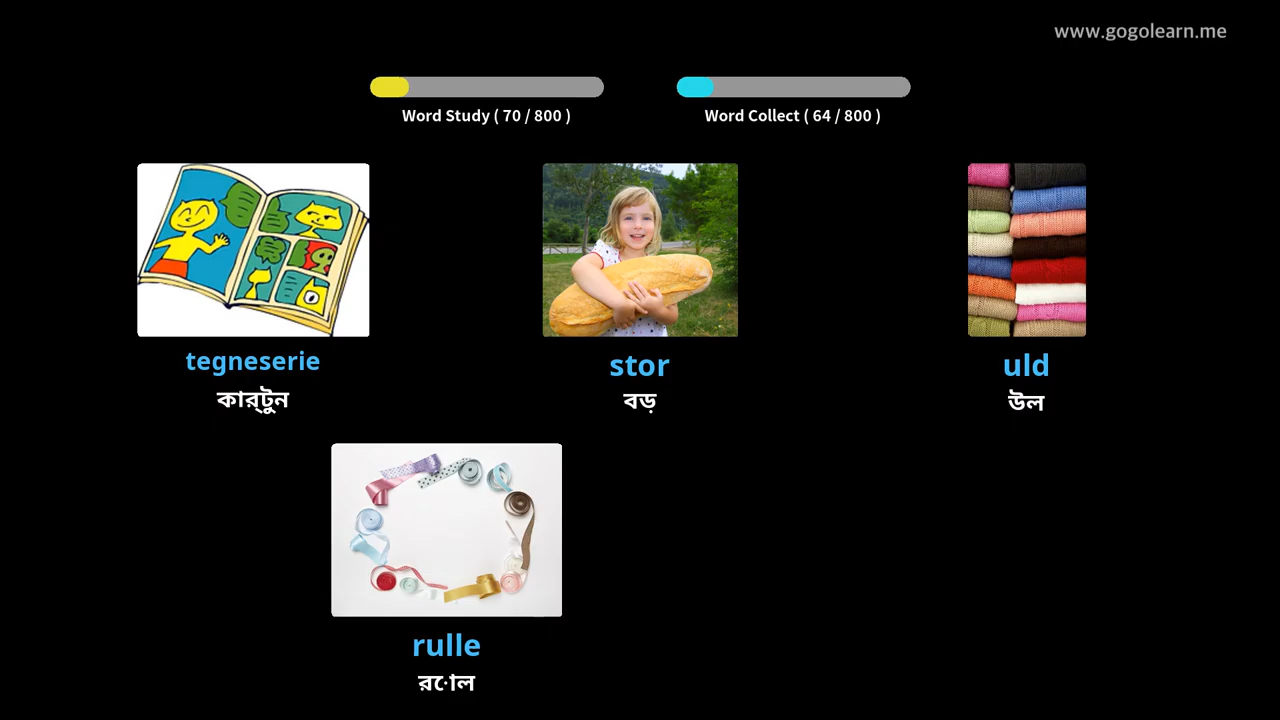 www.gogolearn.me
Word Study ( 70 / 800 )
Word Collect ( 64 / 800 )
tegneserie
কার্টুন
stor
বড়
uld
উল
rulle
রোল